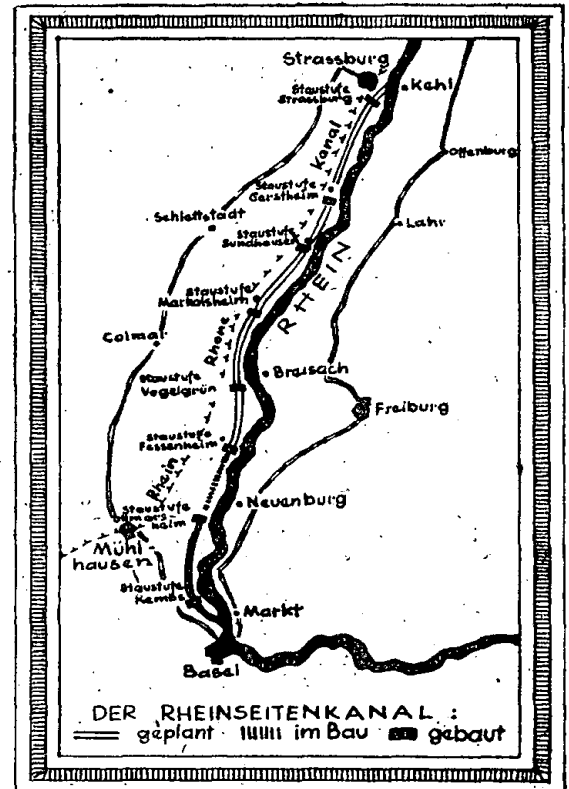 Strassburg
Staustufe
Strassburg
Kehl
Kanal
Offenburg
Staustufe
Gerstheim
Schlettstadt
Lahr
Staustufe
Sundhausen
RHEIN
Staustufe
Markolsheim
Colmar
Rhone
Breisach
Staustufe
Vogelgrün
Freiburg
Staustufe
Fessenheim
Rhein
Neuenburg
Staustufe
heim
Mühl
hausen
Staustufe
Kembs
Markt
Basel
DER RHEINSEITENKANAL :
geplant im Bau gebaut